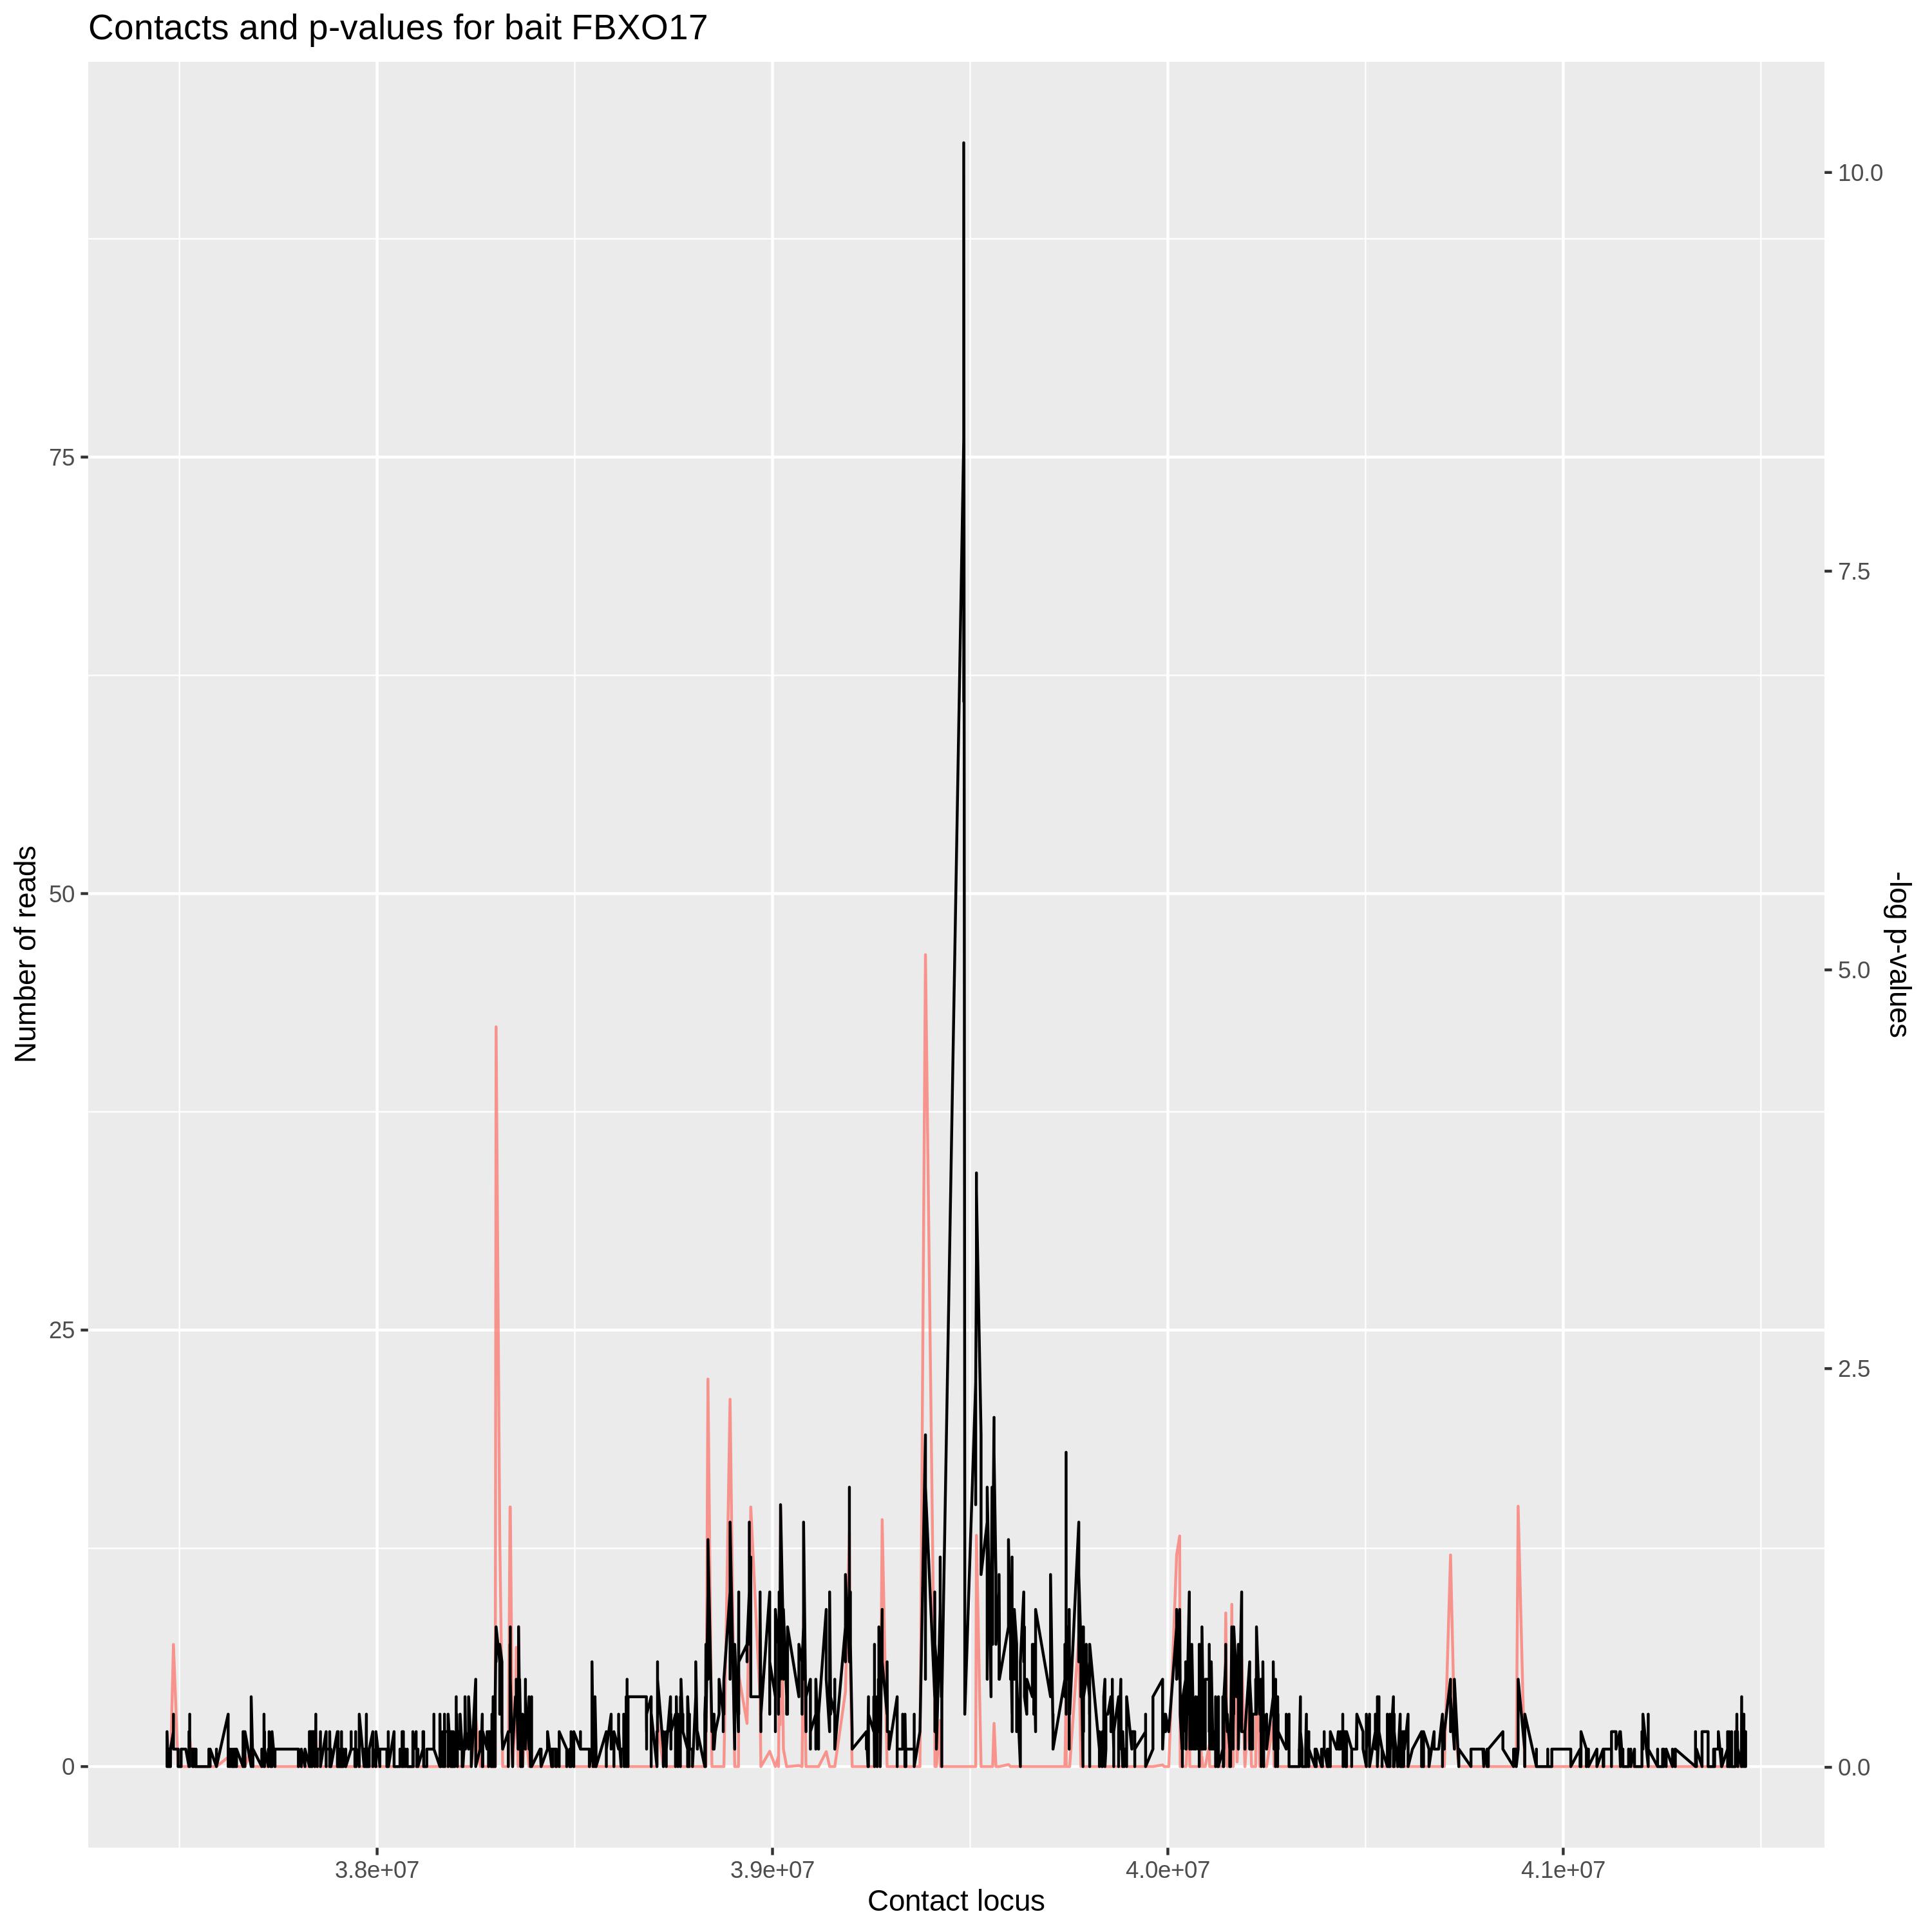 Contacts and p-values for bait FBXO17
10.0
75
7.5
Number of reads
50
5.0
-log p-values
25
2.5
0
0.0
3.8e+07
3.9e+07
4.0e+07
4.1e+07
Contact locus